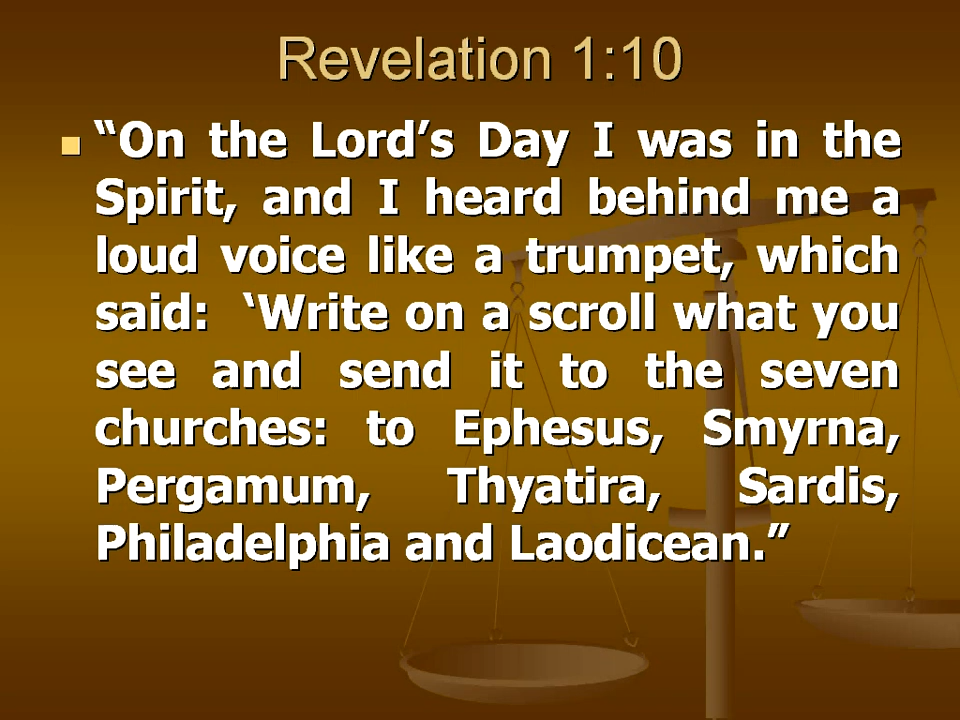 Revelation 1:10
“On the Lord’s Day I was in the
Spirit, and I heard behind me a
loud voice like a trumpet, which
said:  ‘Write on a scroll what you
see and send it to the seven
churches: to Ephesus, Smyrna,
Pergamum, Thyatira, Sardis,
Philadelphia and Laodicean.”